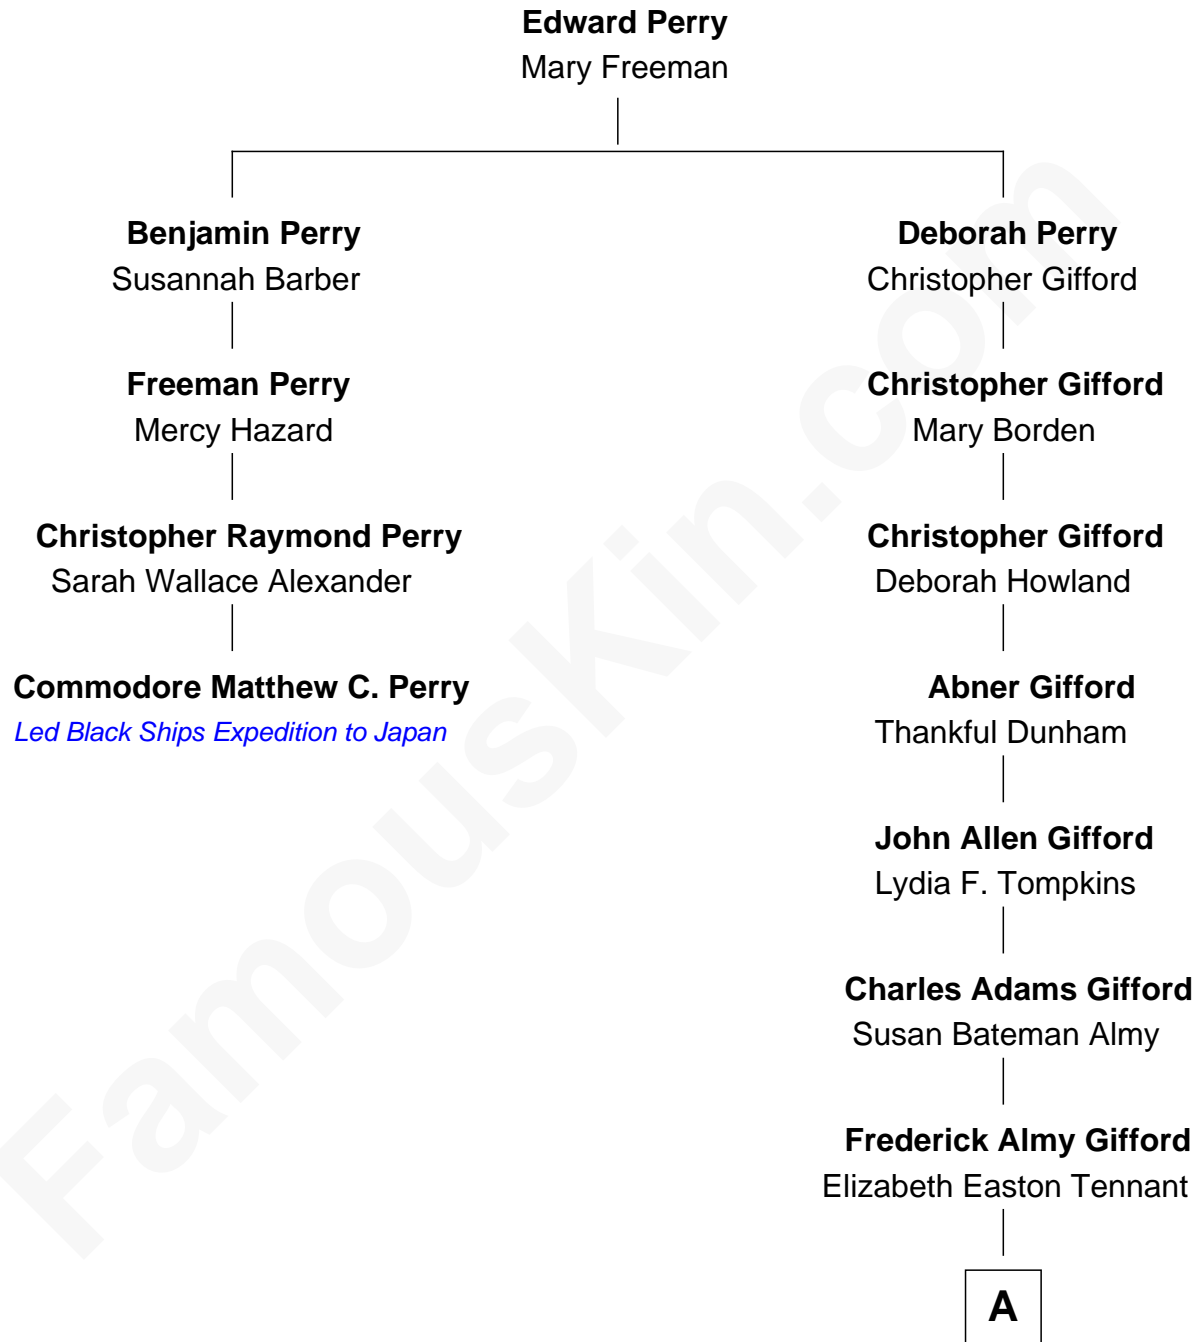 Edward Perry
Mary Freeman
Benjamin Perry
Susannah Barber
Deborah Perry
Christopher Gifford
Freeman Perry
Mercy Hazard
Christopher Gifford
Mary Borden
Christopher Raymond Perry
Sarah Wallace Alexander
Christopher Gifford
Deborah Howland
Commodore Matthew C. Perry
Led Black Ships Expedition to Japan
Abner Gifford
Thankful Dunham
John Allen Gifford
Lydia F. Tompkins
Charles Adams Gifford
Susan Bateman Almy
Frederick Almy Gifford
Elizabeth Easton Tennant
A
FamousKin.com